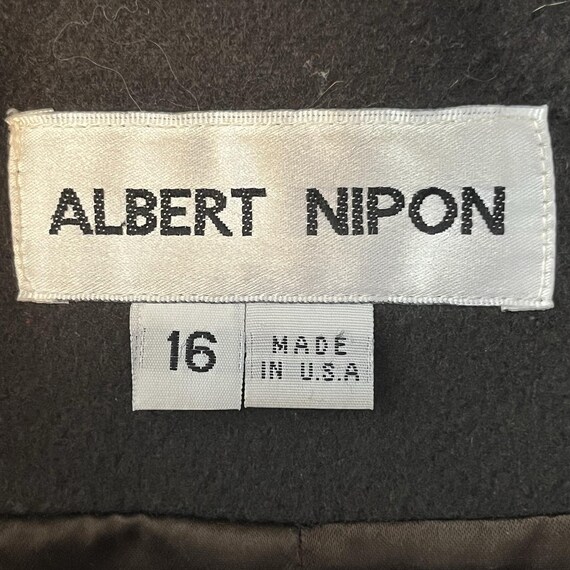 ALBERT NIPON
16
MADE
IN U.S.A